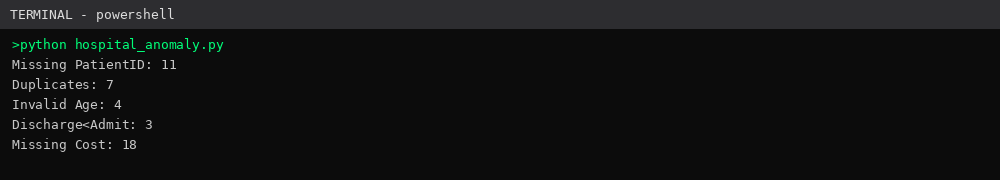 TERMINAL - powershell
>python hospital_anomaly.py
Missing PatientID: 11
Duplicates: 7
Invalid Age: 4
Discharge<Admit: 3
Missing Cost: 18